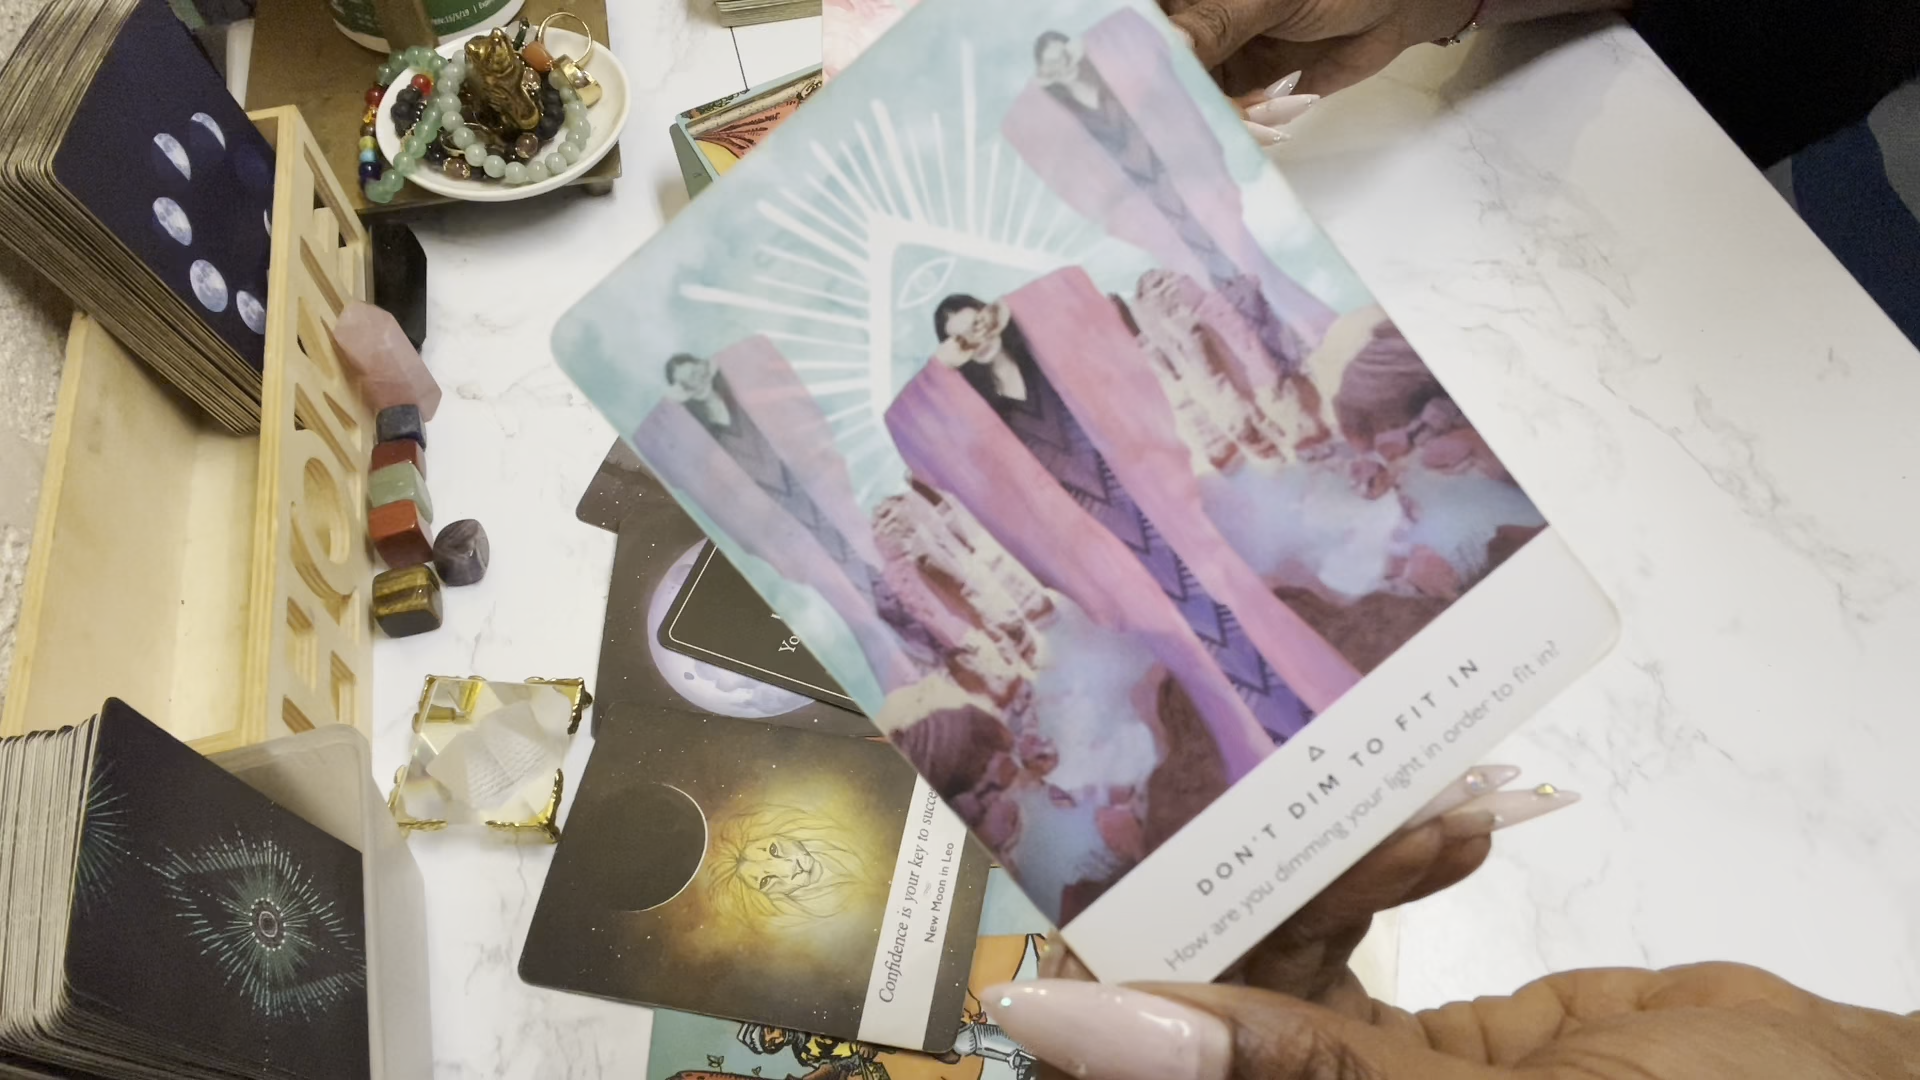 DON'T DIM TO FIT IN
How are you dimming your light in order to fit in?
Confidence is your key to succe
New Moon in Leo
Yo